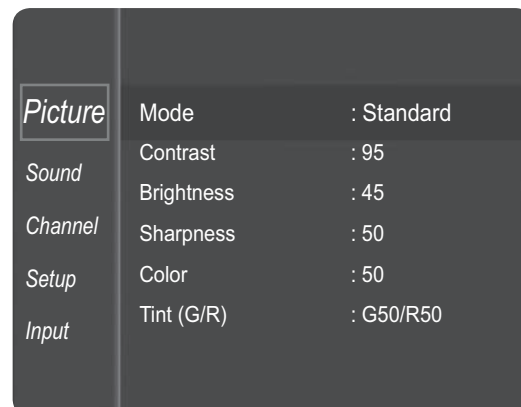 Picture
Sound
Channel
Setup
Input
Mode : Standard
Contrast : 95
Brightness : 45
Sharpness : 50
Color : 50
Tint (G/R) : G50/R50